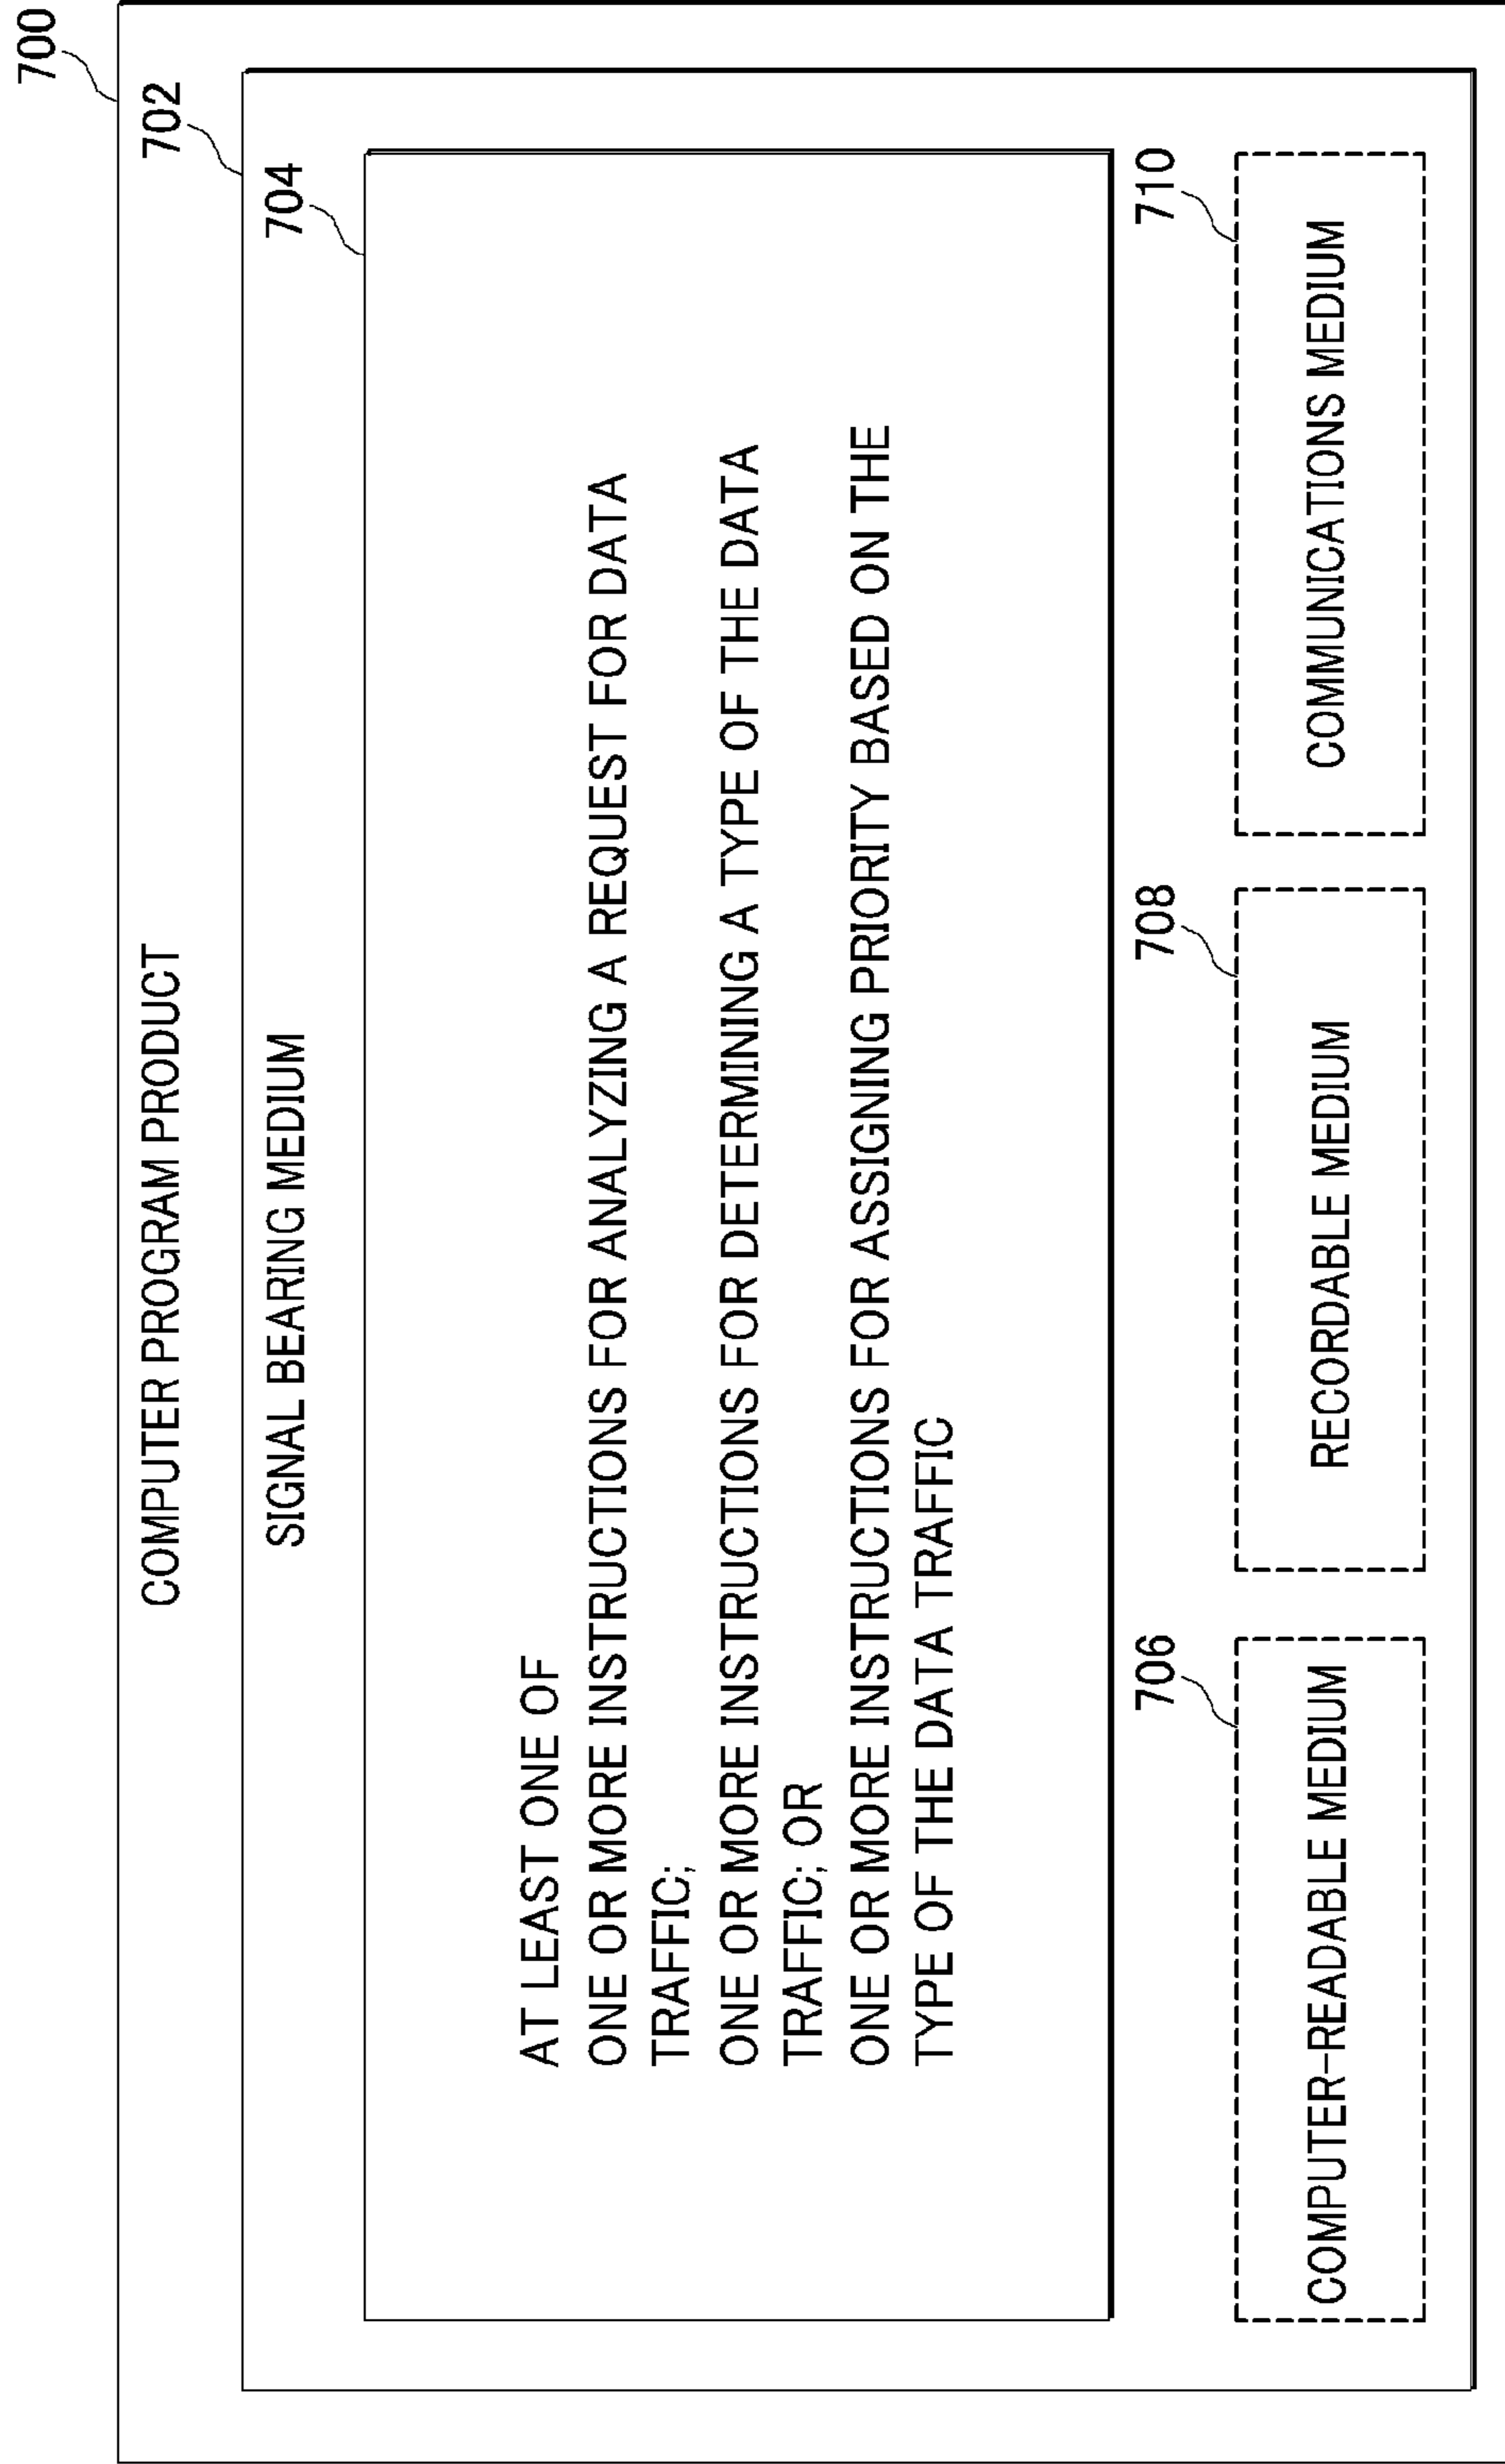 700
COMPUTER PROGRAM PRODUCT
702
SIGNAL BEARING MEDIUM
704
AT LEAST ONE OF
ONE OR MORE INSTRUCTIONS FOR ANALYZING A REQUEST FOR DATA
TRAFFIC;
ONE OR MORE INSTRUCTIONS FOR DETERMINING A TYPE OF THE DATA
TRAFFIC; OR
ONE OR MORE INSTRUCTIONS FOR ASSIGNING PRIORITY BASED ON THE
TYPE OF THE DATA TRAFFIC
706
COMPUTER-READABLE MEDIUM
708
RECORDABLE MEDIUM
710
COMMUNICATIONS MEDIUM